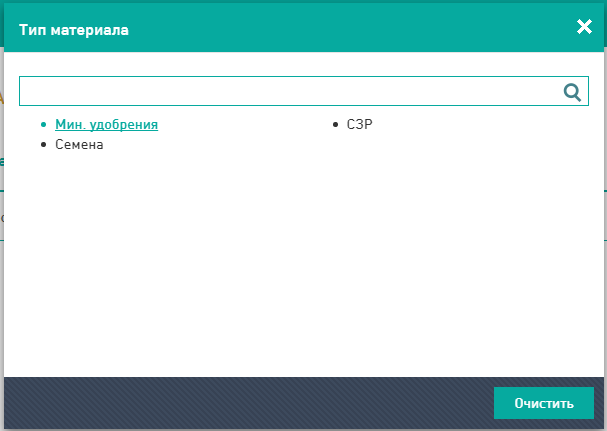 Тип материала
Мин. удобрения
СЗР
Семена
Очистить